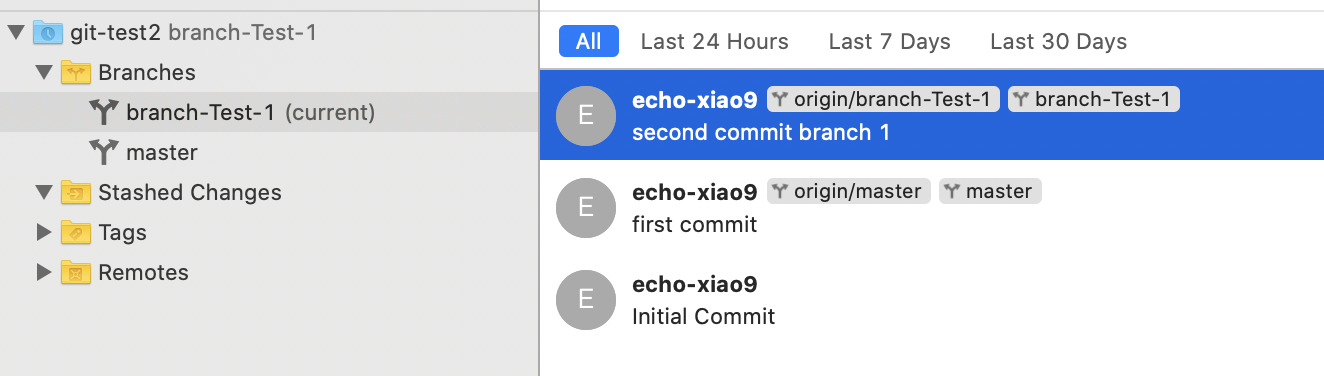 git-test2 branch-Test-1
Branches
branch-Test-1 (current)
master
Stashed Changes
Tags
Remotes
All Last 24 Hours Last 7 Days Last 30 Days
E
echo-xiao9 origin/branch-Test-1 branch-Test-1
second commit branch 1
E
echo-xiao9 origin/master master
first commit
E
echo-xiao9
Initial Commit